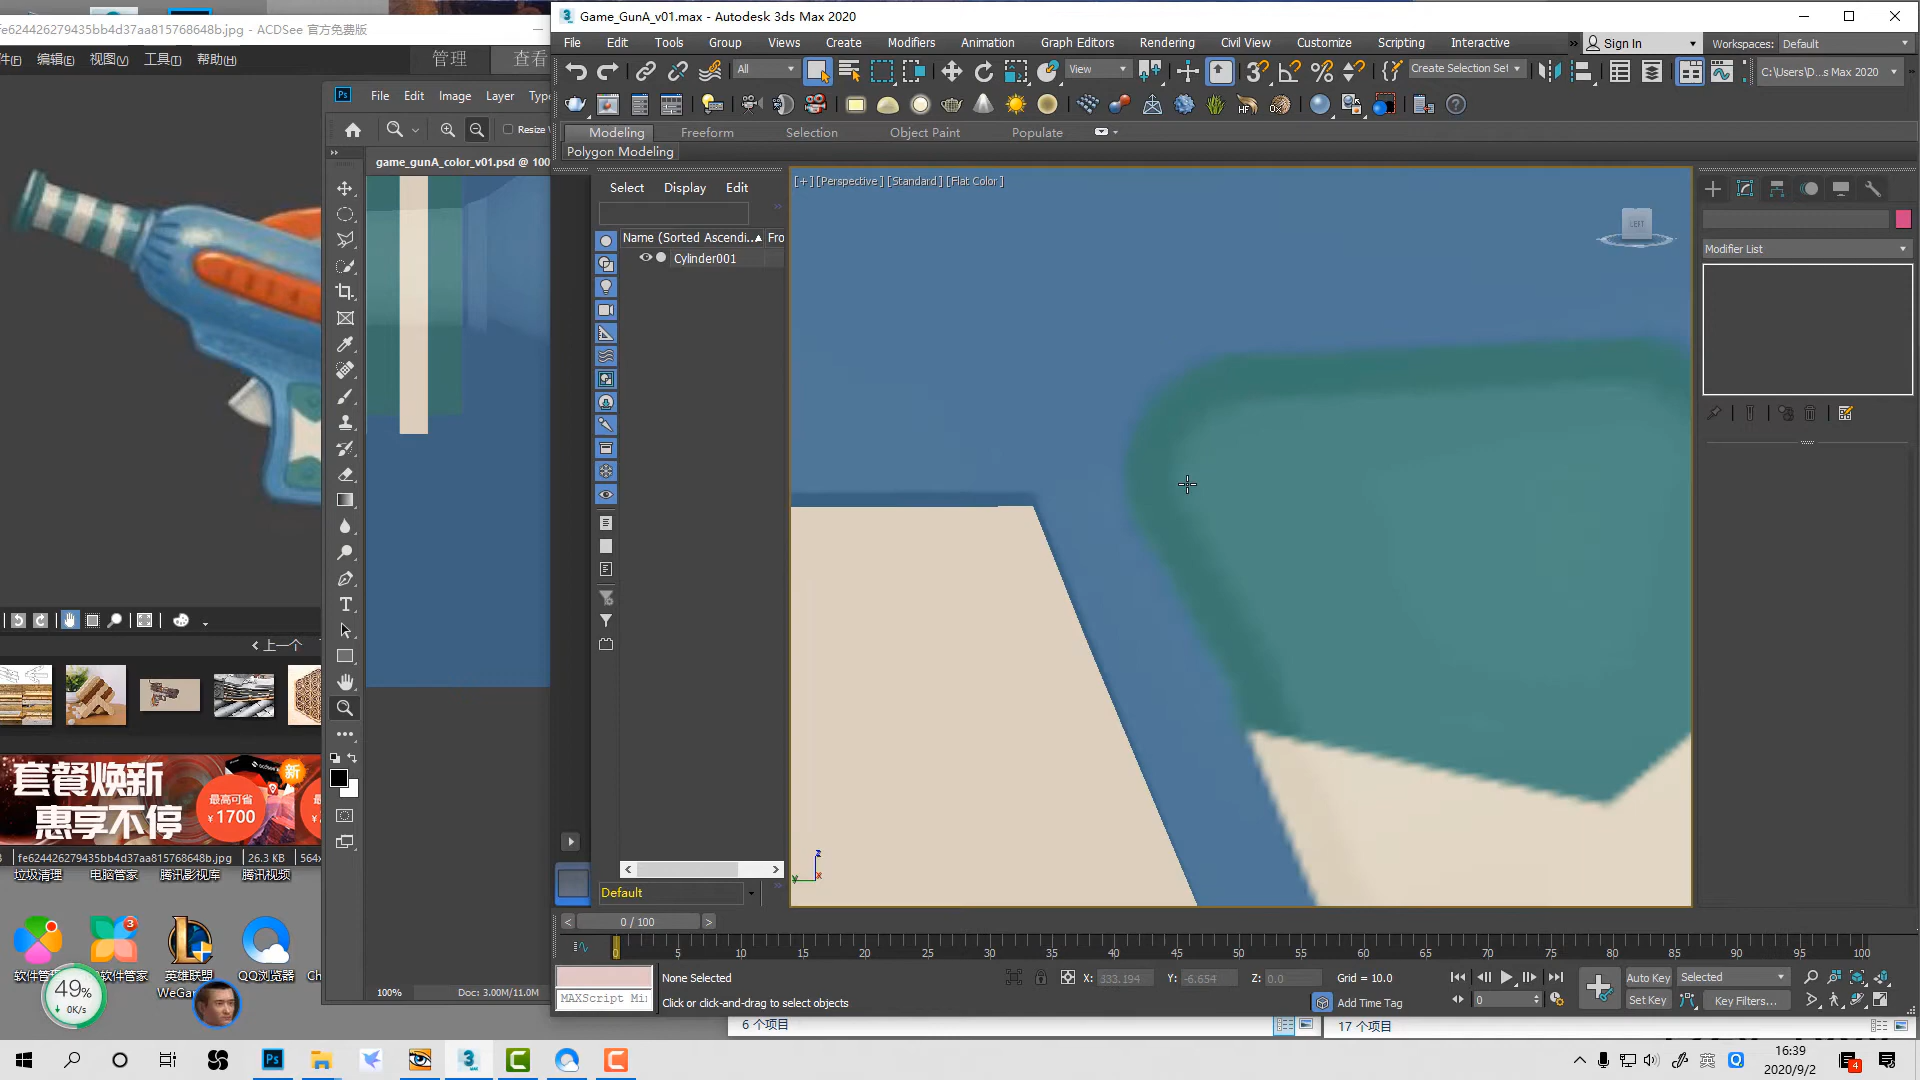 fe624426279435bb4d37aa815768648b.jpg - ACDSee 官方免费版
件(F) 编辑(E) 视图(V) 工具(T) 帮助(H) 管理 查看
File Edit Image Layer Type
Resize
game_gunA_color_v01.psd @ 100
100% Doc: 3.00M/11.0M
上一个
套餐焕新
惠享不停
新
最高可省
¥1700
fe624426279435bb4d37aa815768648b.jpg 26.3 KB 564x
垃圾清理 电脑管家 腾讯影视库 腾讯视频
软件管 软件管家 英雄联盟 QQ浏览器 Ch
WeGa
49%
0K/s
Game_GunA_v01.max - Autodesk 3ds Max 2020
File Edit Tools Group Views Create Modifiers Animation Graph Editors Rendering Civil View Customize Scripting Interactive
Sign In Workspaces: Default
All View Create Selection Set C:\Users\D...s Max 2020
Modeling Freeform Selection Object Paint Populate
Polygon Modeling
Select Display Edit
Name (Sorted Ascendi... Fro
Cylinder001
Default
[+] [Perspective] [Standard] [Flat Color]
LEFT
Modifier List
z
x
y
0 / 100
0 5 10 15 20 25 30 35 40 45 50 55 60 65 70 75 80 85 90 95 100
None Selected
Click or click-and-drag to select objects
MAXScript Mi
X: 333.194 Y: -6.654 Z: 0.0 Grid = 10.0
Add Time Tag
0
Auto Key Selected
Set Key Key Filters...
6 个项目
17 个项目
英
16:39
2020/9/2
4